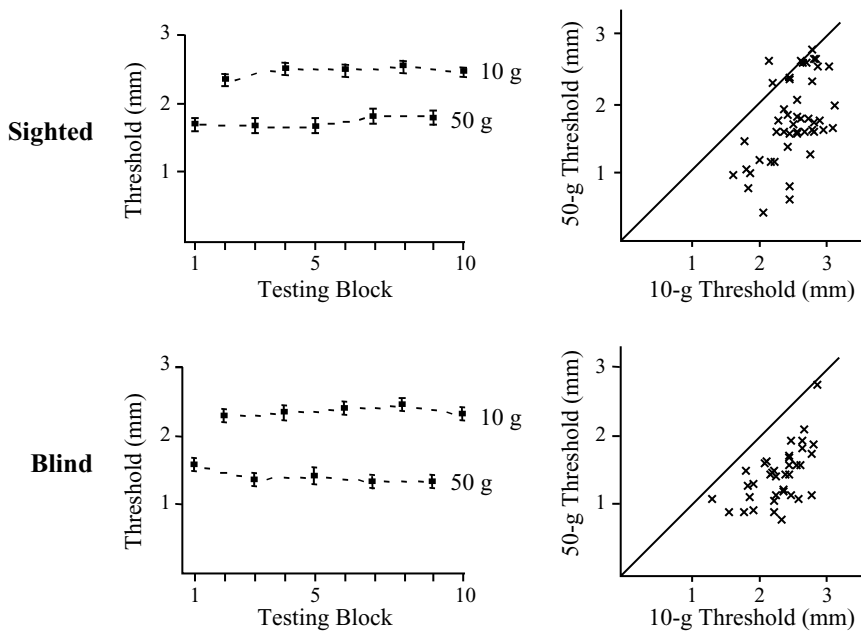 Sighted
Threshold (mm)
3
2
1
10 g
50 g
1
5
10
Testing Block
50-g Threshold (mm)
3
2
1
1
2
3
10-g Threshold (mm)
Blind
Threshold (mm)
3
2
1
10 g
50 g
1
5
10
Testing Block
50-g Threshold (mm)
3
2
1
1
2
3
10-g Threshold (mm)